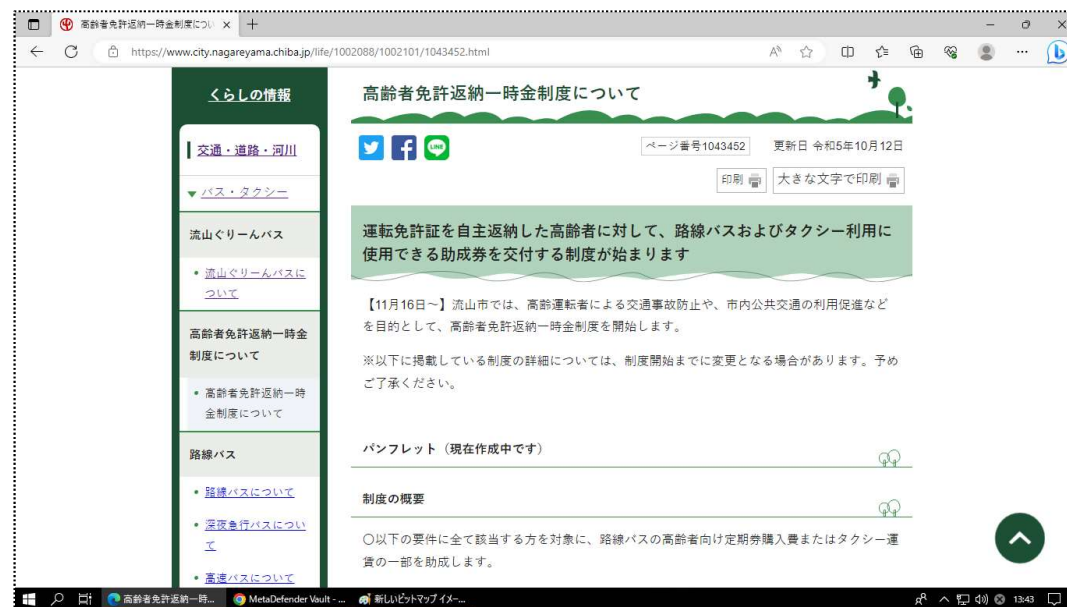 高齢者免許返納一時金制度につい
https://www.city.nagareyama.chiba.jp/life/1002088/1002101/1043452.html
くらしの情報
交通・道路・河川
バス・タクシー
流山ぐりーんバス
流山ぐりーんバスに
ついて
高齢者免許返納一時金
制度について
高齢者免許返納一時
金制度について
路線バス
路線バスについて
深夜急行バスについ
て
高速バスについて
高齢者免許返納一時金制度について
LINE
ページ番号1043452 更新日 令和5年10月12日
印刷 大きな文字で印刷
運転免許証を自主返納した高齢者に対して、路線バスおよびタクシー利用に
使用できる助成券を交付する制度が始まります
【11月16日~】流山市では、高齢運転者による交通事故防止や、市内公共交通の利用促進など
を目的として、高齢者免許返納一時金制度を開始します。
※以下に掲載している制度の詳細については、制度開始までに変更となる場合があります。予め
ご了承ください。
パンフレット（現在作成中です）
制度の概要
○以下の要件に全て該当する方を対象に、路線バスの高齢者向け定期券購入費またはタクシー運
賃の一部を助成します。
高齢者免許返納一時... MetaDefender Vault - ... 新しいビットマップ イメー... 13:43